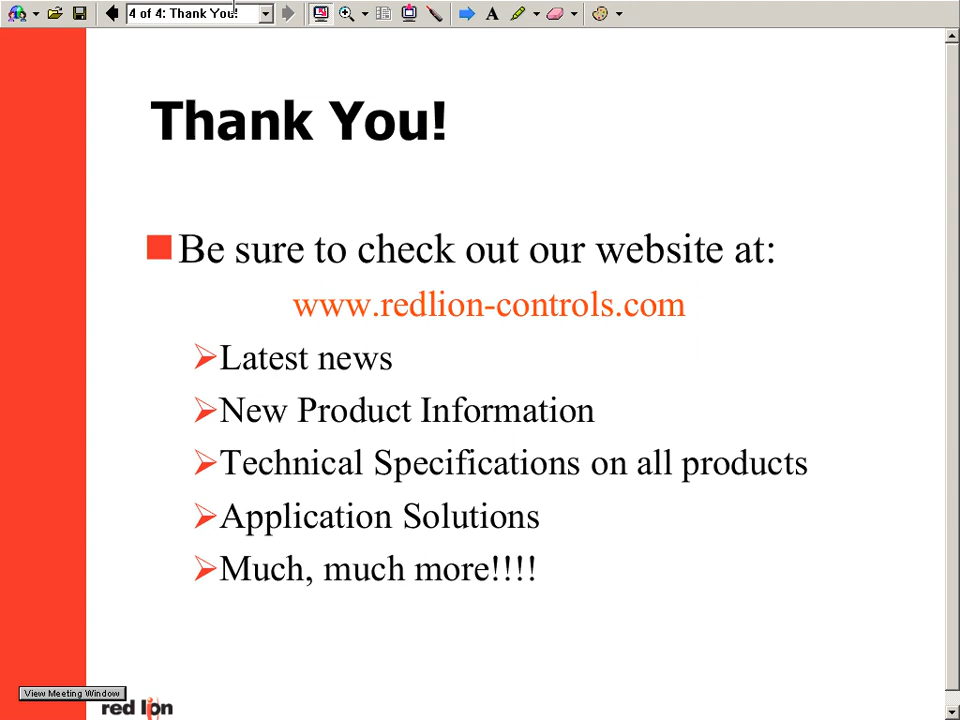 4 of 4: Thank You!
Thank You!
Be sure to check out our website at:
www.redlion-controls.com
Latest news
New Product Information
Technical Specifications on all products
Application Solutions
Much, much more!!!!
View Meeting Window
red lion